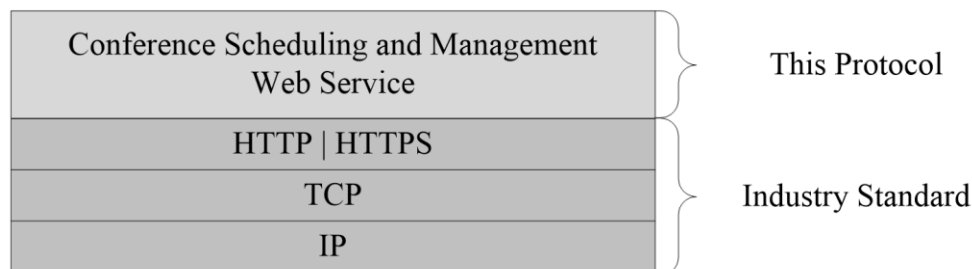 Conference Scheduling and Management
Web Service
This Protocol
HTTP | HTTPS
TCP
Industry Standard
IP